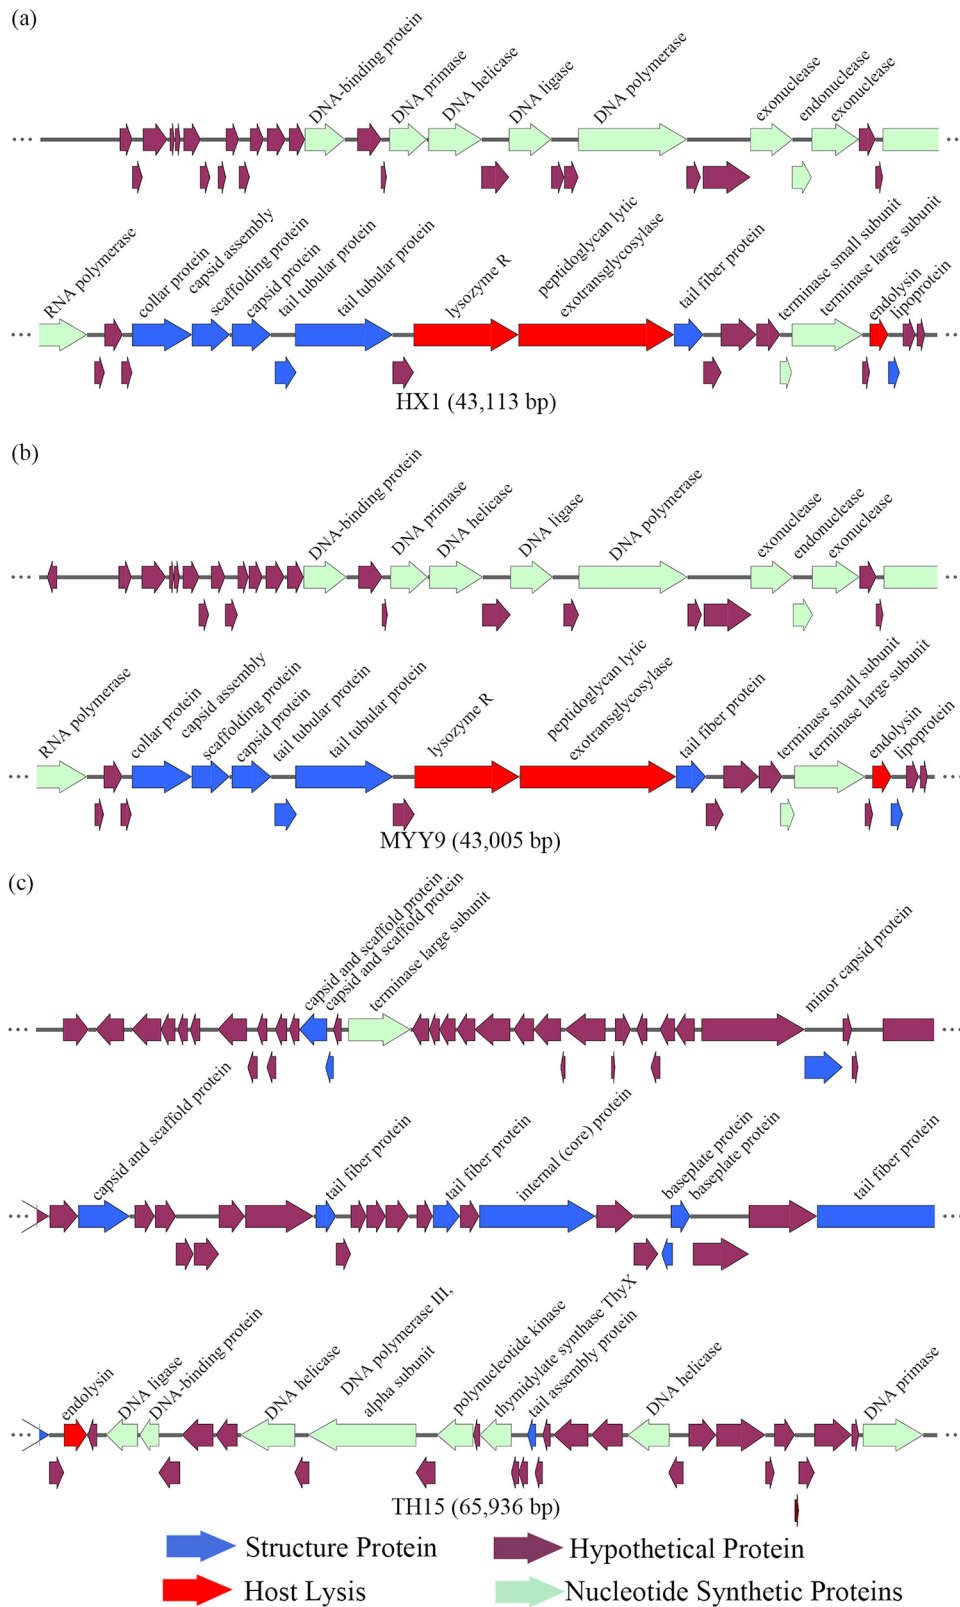 (a)
DNA-binding protein
DNA primase
DNA helicase
DNA ligase
DNA polymerase
exonuclease
endonuclease
exonuclease
RNA polymerase
collar protein
capsid assembly
scaffolding protein
capsid protein
tail tubular protein
tail tubular protein
lysozyme R
peptidoglycan lytic
exotransglycosylase
tail fiber protein
terminase small subunit
terminase large subunit
endolysin
lipoprotein
HX1 (43,113 bp)
(b)
DNA-binding protein
DNA primase
DNA helicase
DNA ligase
DNA polymerase
exonuclease
endonuclease
exonuclease
RNA polymerase
collar protein
capsid assembly
scaffolding protein
capsid protein
tail tubular protein
tail tubular protein
lysozyme R
peptidoglycan lytic
exotransglycosylase
tail fiber protein
terminase small subunit
terminase large subunit
endolysin
lipoprotein
MYY9 (43,005 bp)
(c)
capsid and scaffold protein
capsid and scaffold protein
terminase large subunit
minor capsid protein
capsid and scaffold protein
tail fiber protein
tail fiber protein
internal (core) protein
baseplate protein
baseplate protein
tail fiber protein
endolysin
DNA ligase
DNA-binding protein
DNA helicase
DNA polymerase III,
alpha subunit
polynucleotide kinase
thymidylate synthase ThyX
tail assembly protein
DNA helicase
DNA primase
TH15 (65,936 bp)
Structure Protein
Hypothetical Protein
Host Lysis
Nucleotide Synthetic Proteins